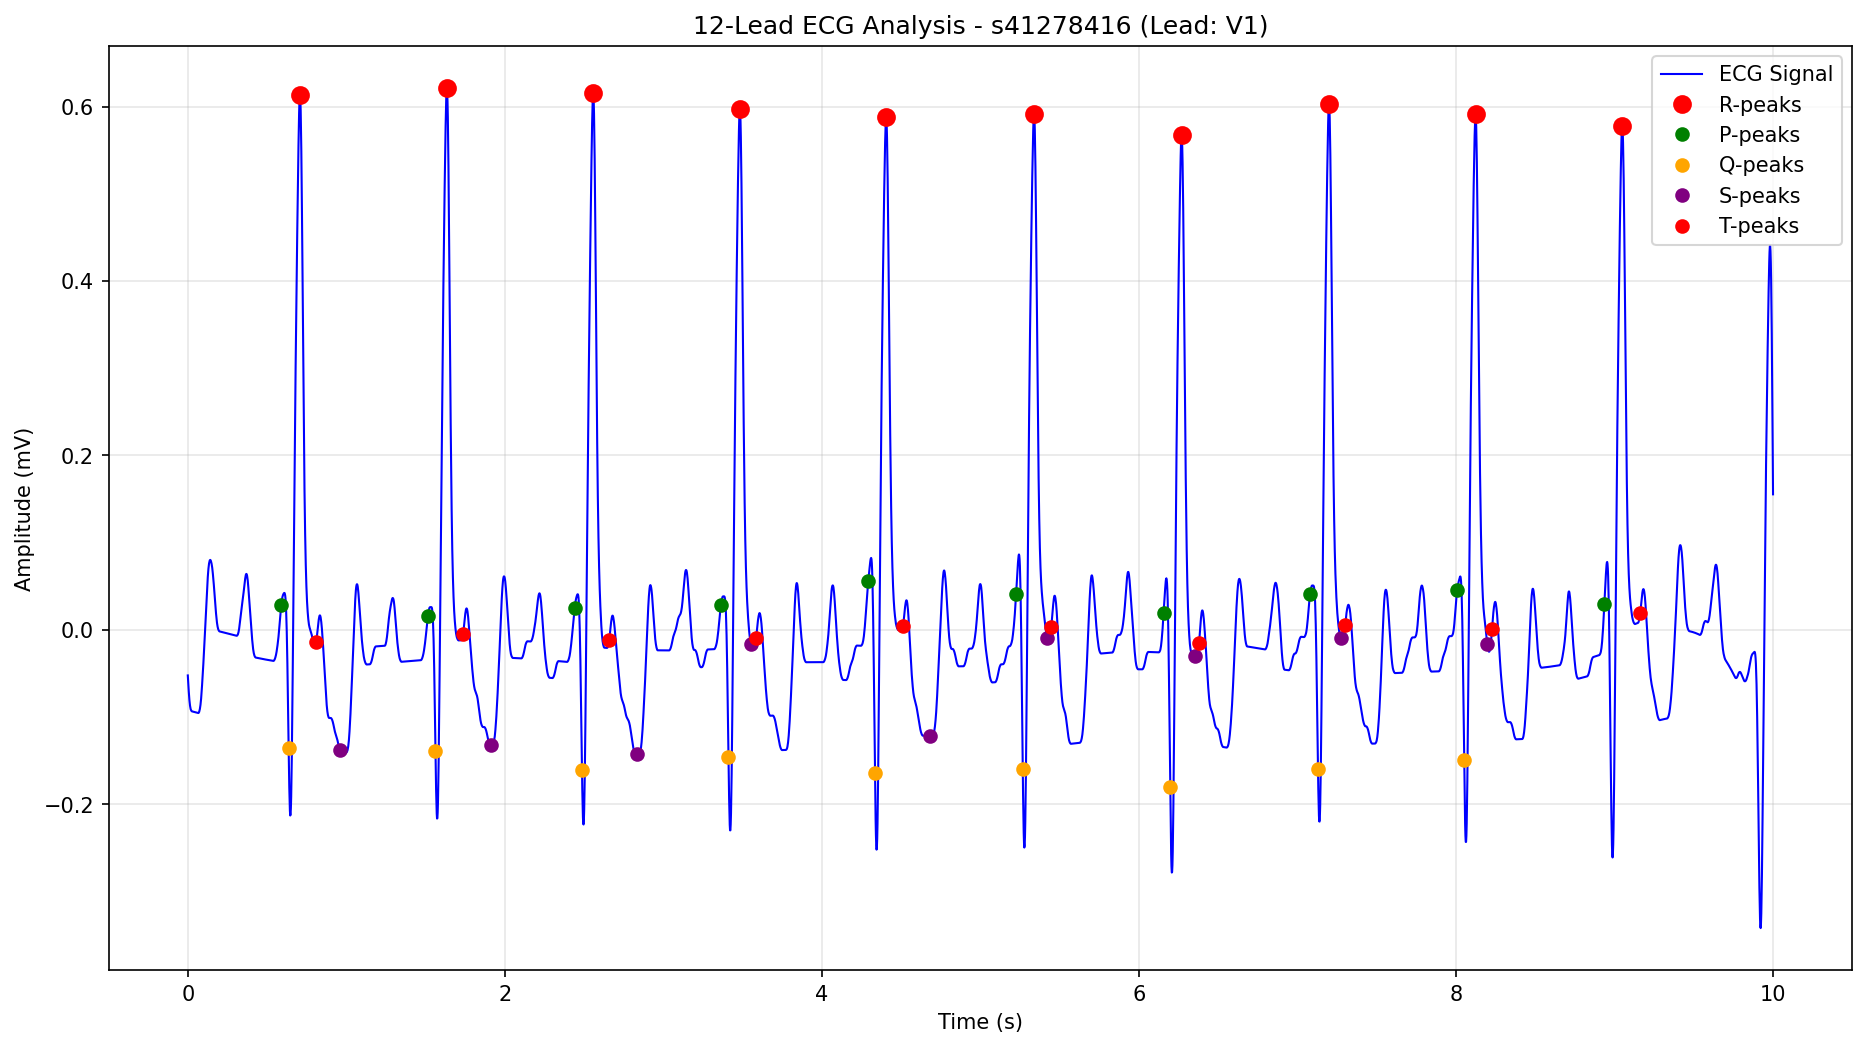 12-Lead ECG Analysis - s41278416 (Lead: V1)
ECG Signal
R-peaks
P-peaks
Q-peaks
S-peaks
T-peaks
Amplitude (mV)
0.6
0.4
0.2
0.0
−0.2
0 2 4 6 8 10
Time (s)